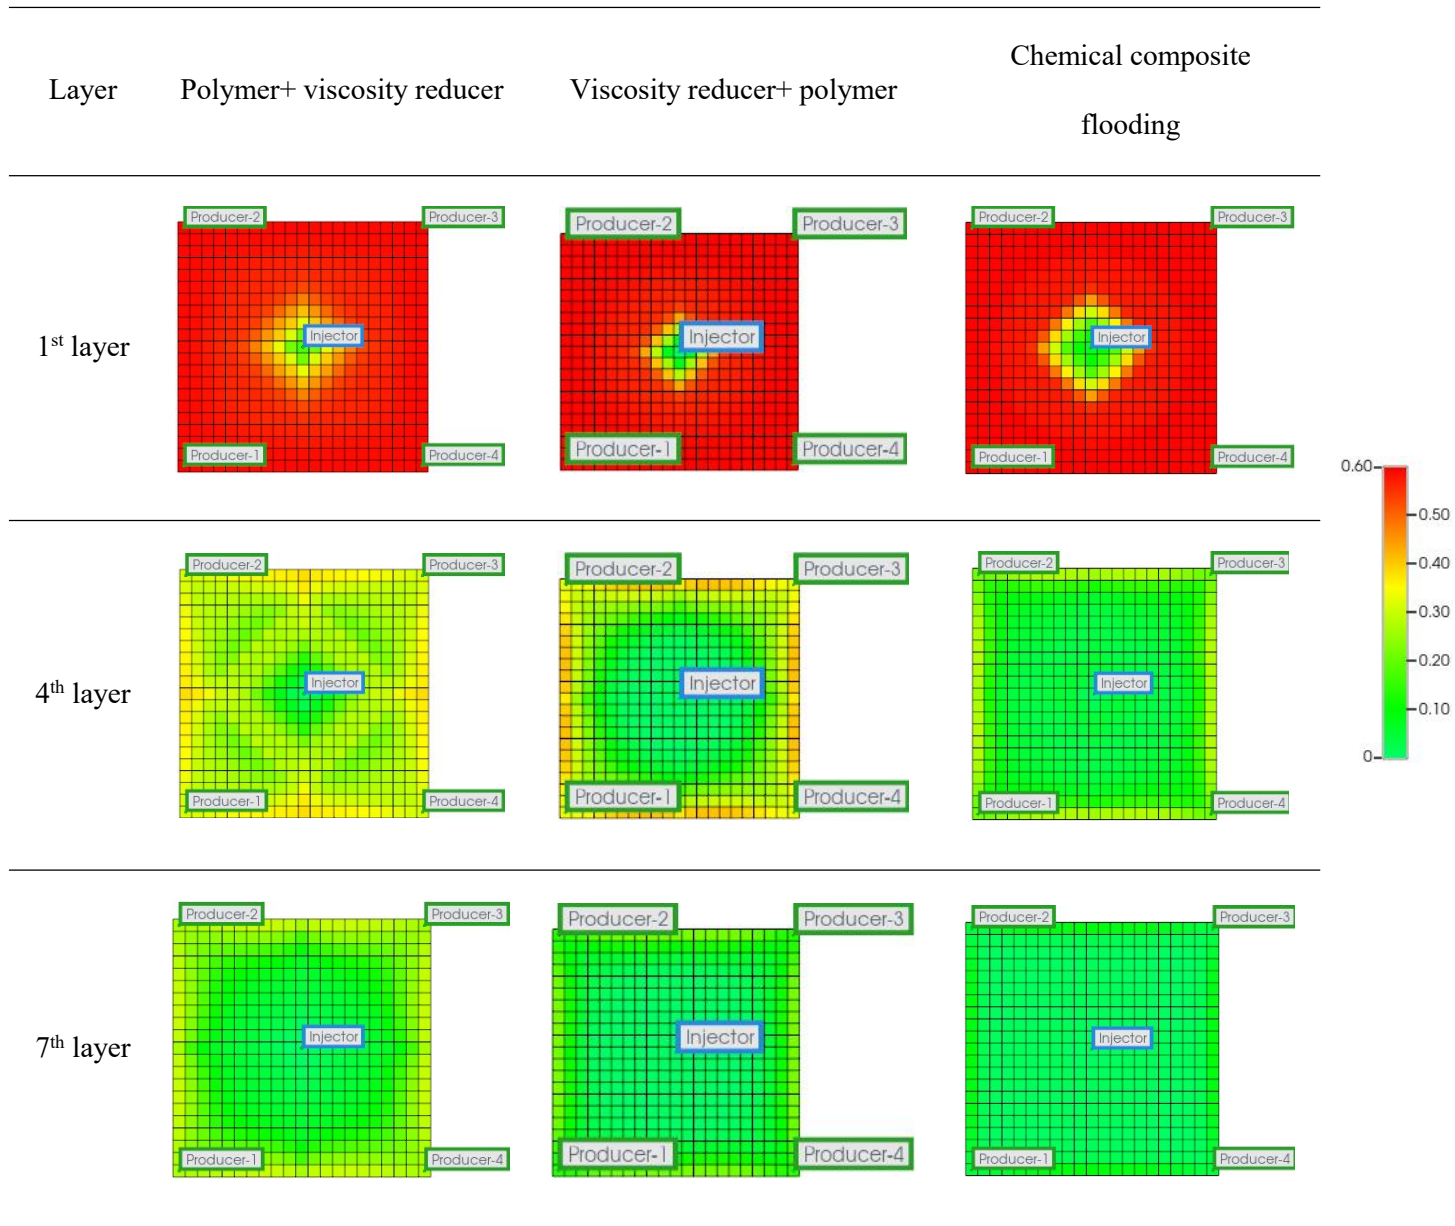 Layer
Polymer+ viscosity reducer
Viscosity reducer+ polymer
Chemical composite
flooding
1st layer
Producer-2
Producer-3
Injector
Producer-1
Producer-4
Producer-2
Producer-3
Injector
Producer-1
Producer-4
Producer-2
Producer-3
Injector
Producer-1
Producer-4
4th layer
Producer-2
Producer-3
Injector
Producer-1
Producer-4
Producer-2
Producer-3
Injector
Producer-1
Producer-4
Producer-2
Producer-3
Injector
Producer-1
Producer-4
7th layer
Producer-2
Producer-3
Injector
Producer-1
Producer-4
Producer-2
Producer-3
Injector
Producer-1
Producer-4
Producer-2
Producer-3
Injector
Producer-1
Producer-4
0.60
0.50
0.40
0.30
0.20
0.10
0